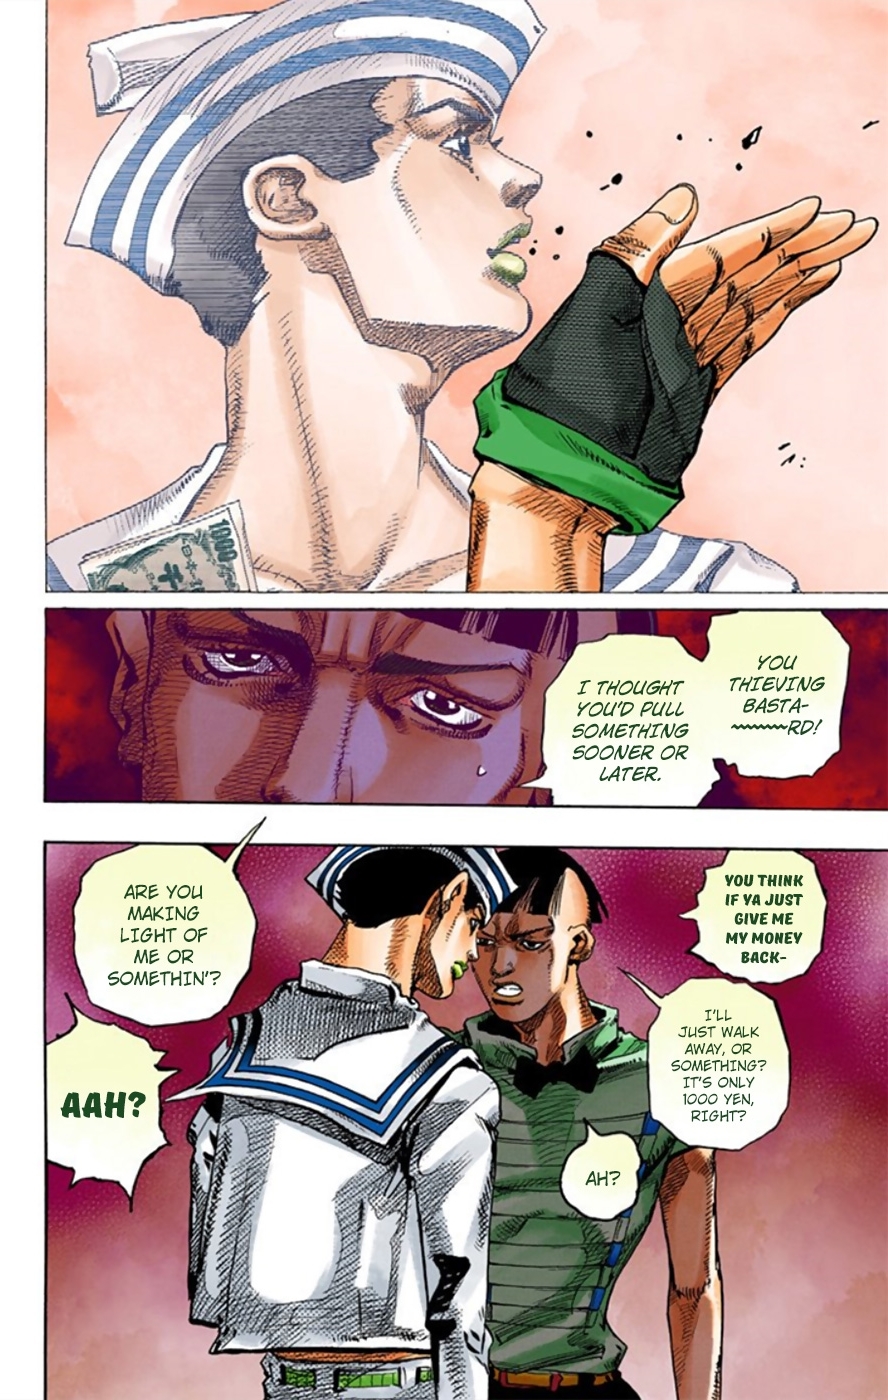 1000
YOU
THIEVING
BASTA-
~~~~~~RD!
I THOUGHT
YOU'D PULL
SOMETHING
SOONER OR
LATER.
YOU THINK
IF YA JUST
GIVE ME
MY MONEY
BACK-
I'LL
JUST WALK
AWAY, OR
SOMETHING?
IT'S ONLY
1000 YEN,
RIGHT?
AH?
ARE YOU
MAKING
LIGHT OF
ME OR
SOMETHIN'?
AAH?